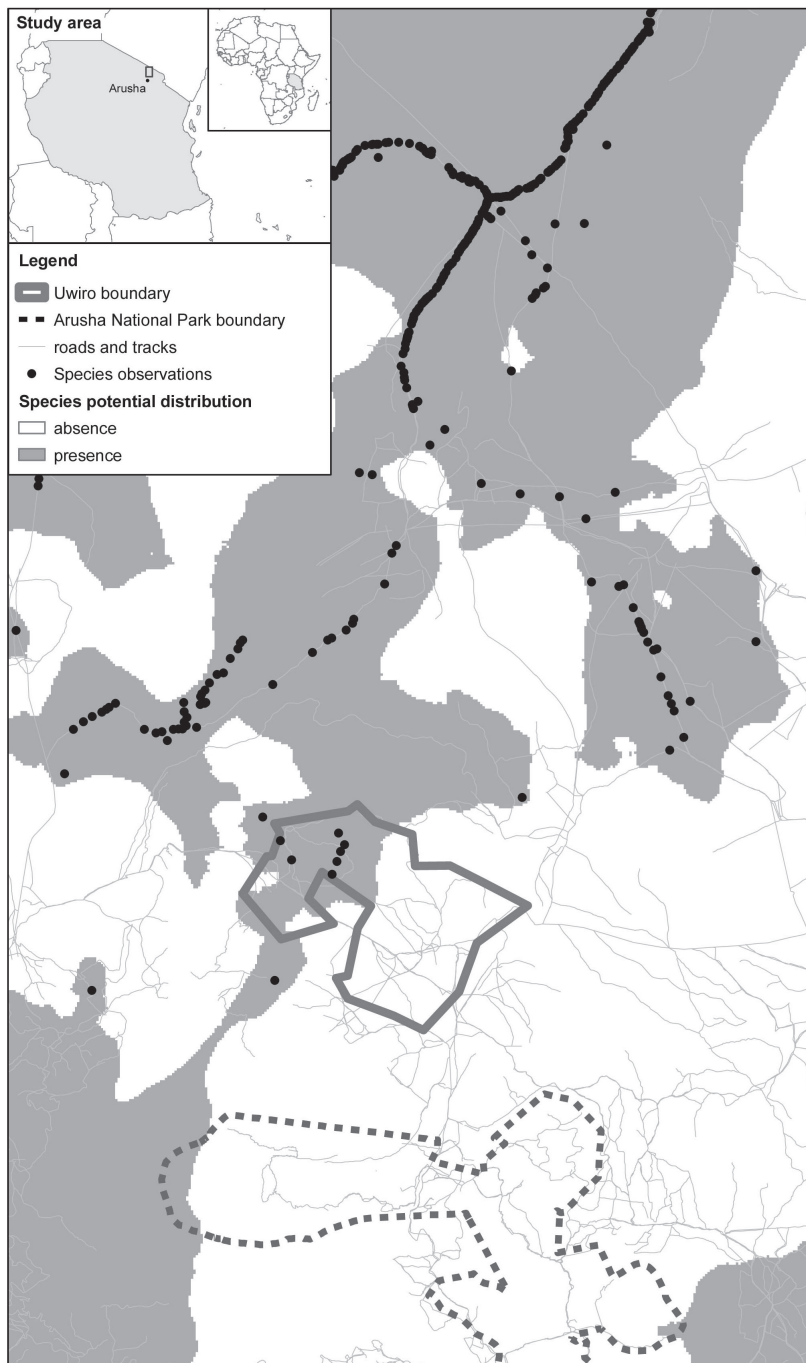 Study area
Arusha
Legend
Uwiro boundary
Arusha National Park boundary
roads and tracks
Species observations
Species potential distribution
absence
presence